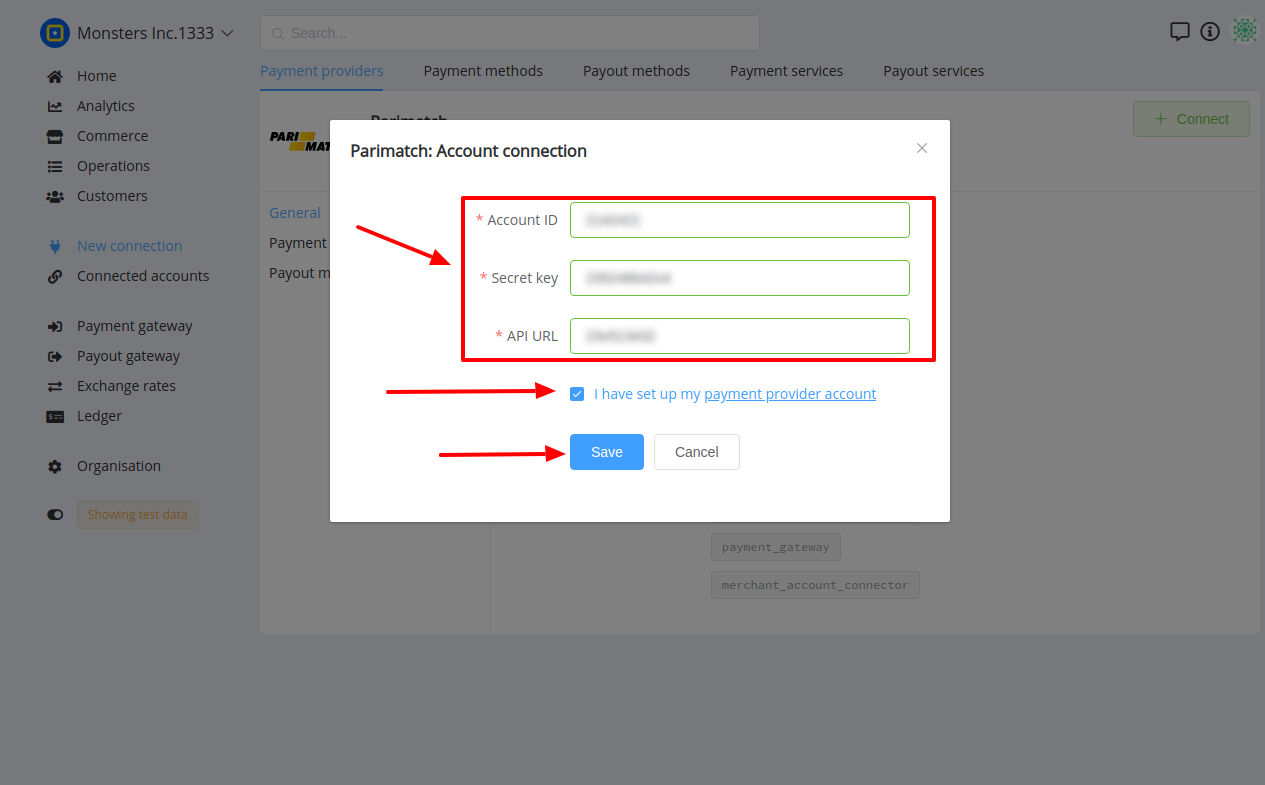 Monsters Inc.1333
Search...
Home
Analytics
Commerce
Operations
Customers
New connection
Connected accounts
Payment gateway
Payout gateway
Exchange rates
Ledger
Organisation
Showing test data
Payment providers
Payment methods
Payout methods
Payment services
Payout services
PARI
MAT
Parimatch
+ Connect
General
Payment
Payout m
Parimatch: Account connection
* Account ID
* Secret key
* API URL
I have set up my payment provider account
Save
Cancel
payment_gateway
merchant_account_connector